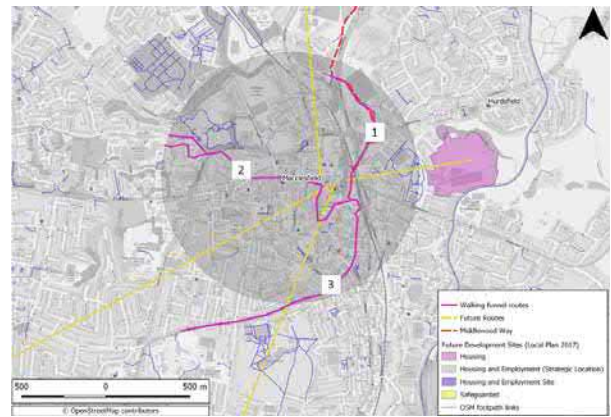 Hurdsfield
1
2
Macclesfield
3
Walking funnel routes
Future Routes
Middlewood Way
Future Development Sites (Local Plan 2017)
Housing
Housing and Employment (Strategic Location)
Housing and Employment Site
Safeguarded
OSM footpath links
500 0 500 m
© OpenStreetMap contributors